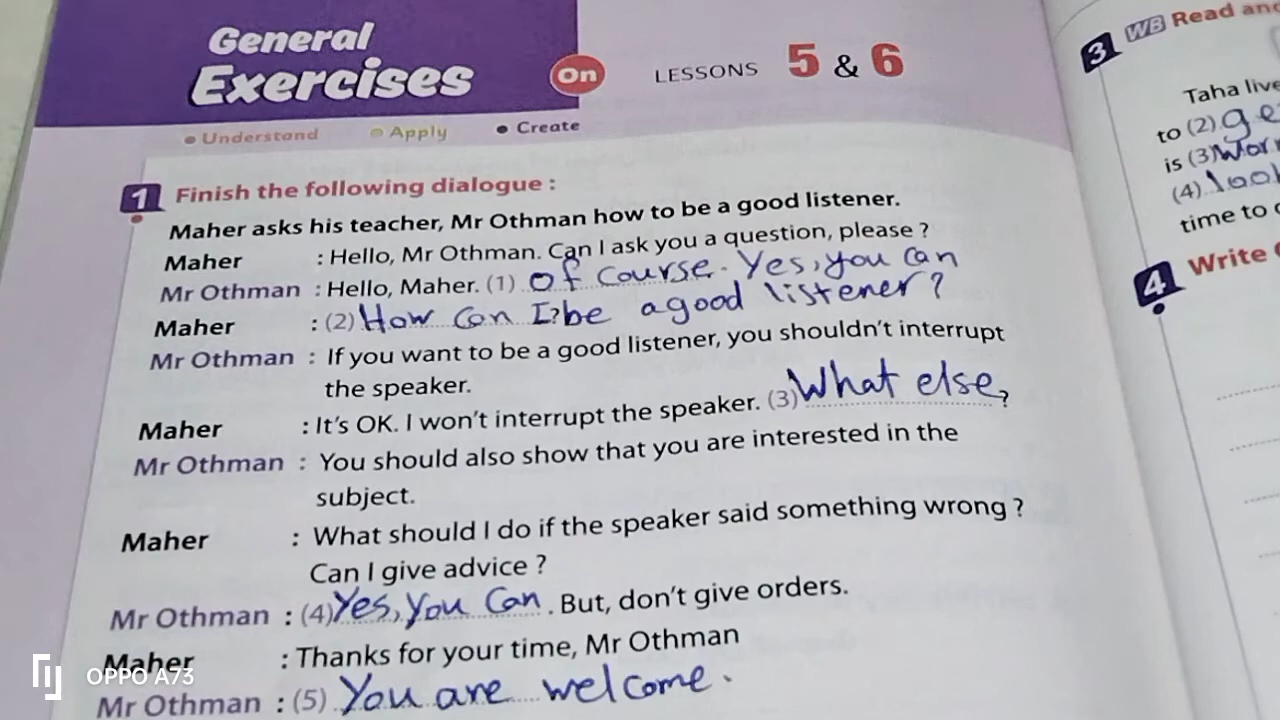 General
Exercises On LESSONS 5 & 6
Understand Apply Create
1 Finish the following dialogue :
Maher asks his teacher, Mr Othman how to be a good listener.
Maher : Hello, Mr Othman. Can I ask you a question, please ?
Mr Othman : Hello, Maher. (1) Of course. Yes, you can
Maher : (2) How can I be a good listener ?
Mr Othman : If you want to be a good listener, you shouldn't interrupt
the speaker.
Maher : It's OK. I won't interrupt the speaker. (3) What else ?
Mr Othman : You should also show that you are interested in the
subject.
Maher : What should I do if the speaker said something wrong ?
Can I give advice ?
Mr Othman : (4) Yes, you can . But, don't give orders.
Maher : Thanks for your time, Mr Othman
Mr Othman : (5) You are welcome.
3 WB Read and
Taha live
to (2)
is (3)
(4)
time to
4 Write
OPPO A73